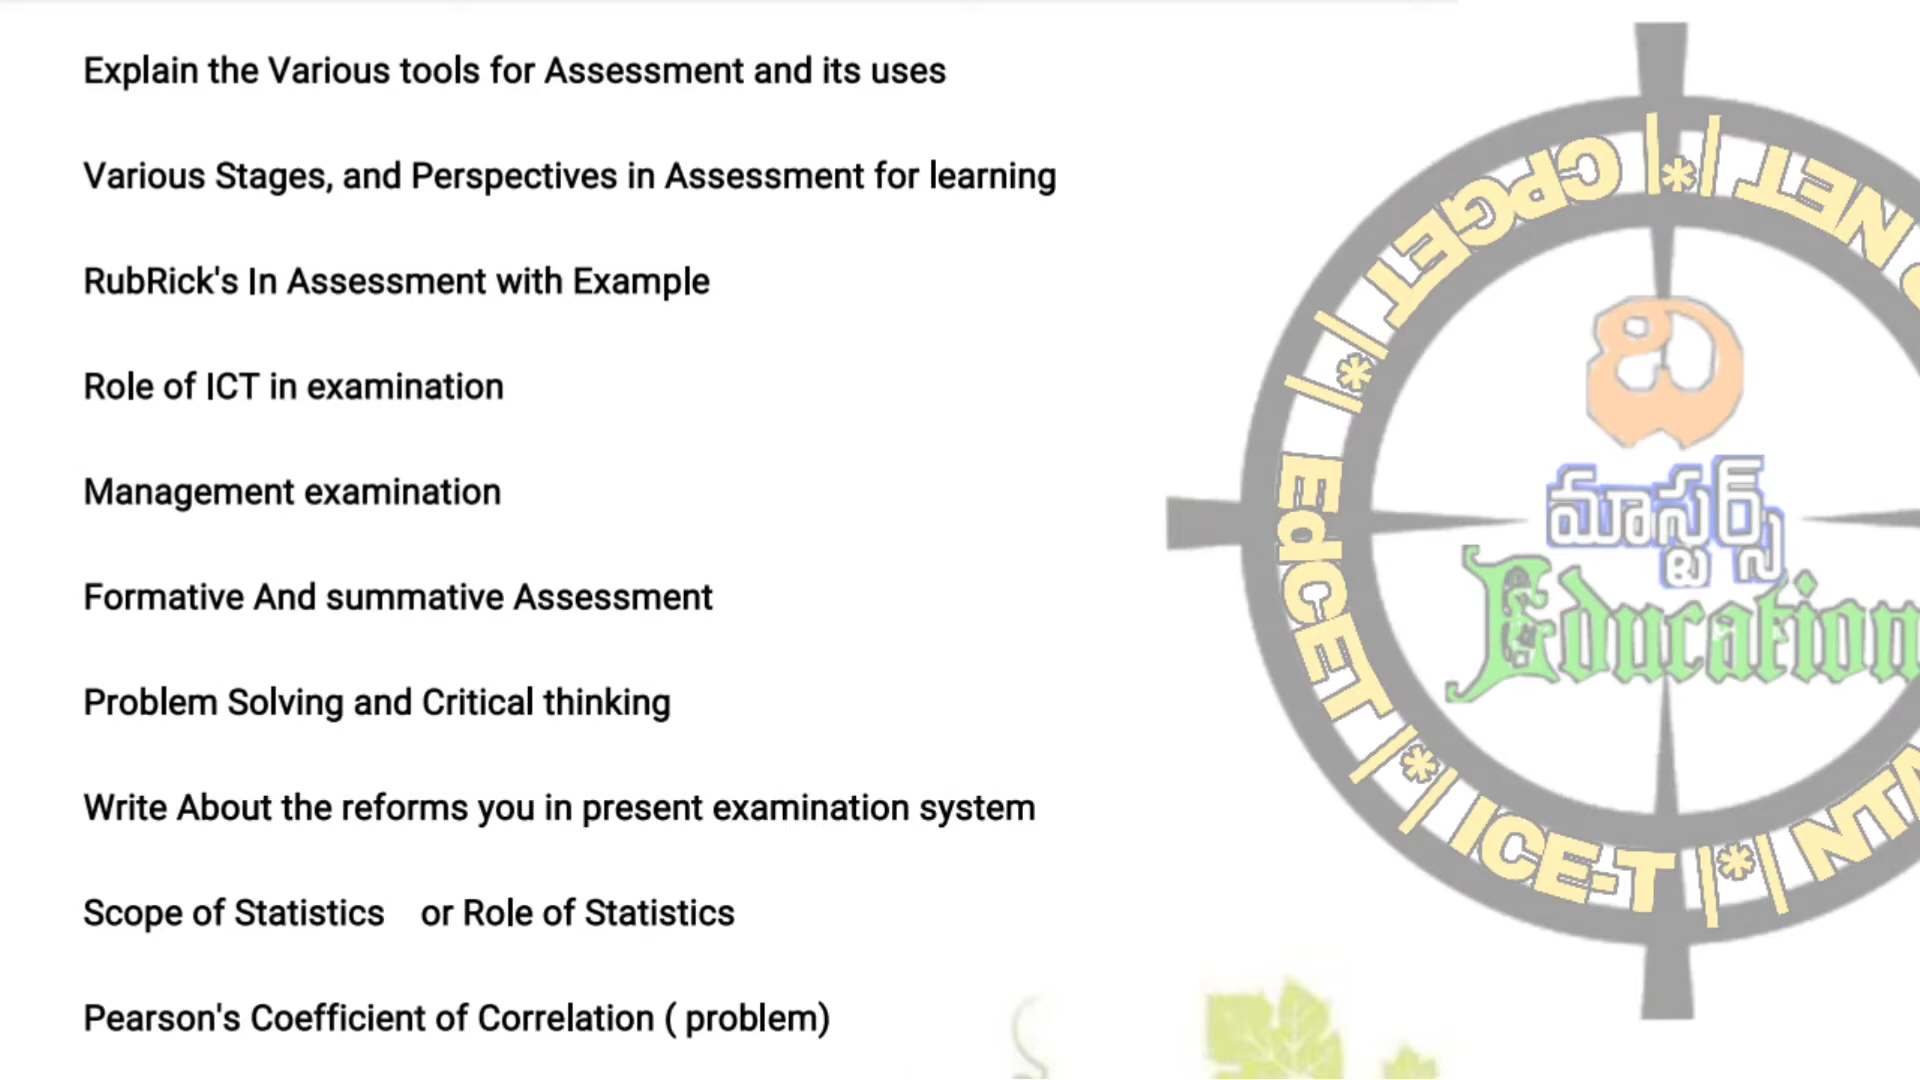 Explain the Various tools for Assessment and its uses
Various Stages, and Perspectives in Assessment for learning
RubRick's In Assessment with Example
Role of ICT in examination
Management examination
Formative And summative Assessment
Problem Solving and Critical thinking
Write About the reforms you in present examination system
Scope of Statistics or Role of Statistics
Pearson's Coefficient of Correlation ( problem)
CPGET |*| NET
|*| EdCET |*| ICE-T |*|
ది
మాస్టర్స్
Education